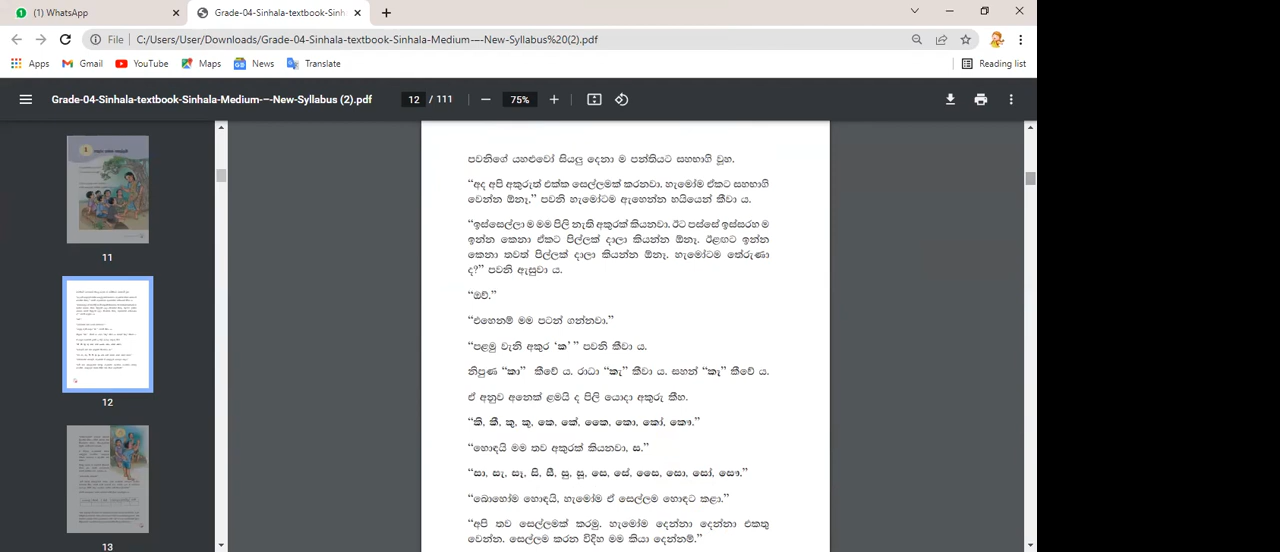 (1) WhatsApp
Grade-04-Sinhala-textbook-Sinh-
File
C:/Users/User/Downloads/Grade-04-Sinhala-textbook-Sinhala-Medium-–-New-Syllabus%20(2).pdf
Apps
Gmail
YouTube
Maps
News
Translate
Reading list
Grade-04-Sinhala-textbook-Sinhala-Medium-–-New-Syllabus (2).pdf
12 / 111
75%
11
12
13
පවනිගේ යහළුවෝ සියලු දෙනා ම පන්තියට සහභාගි වූහ.
“අද අපි අකුරුත් එක්ක සෙල්ලමක් කරනවා. හැමෝම ඒකට සහභාගි
වෙන්න ඕනෑ,” පවනි හැමෝටම ඇහෙන්න හයියෙන් කීවා ය.
“ඉස්සෙල්ලා ම මම පිලි නැති අකුරක් කියනවා. ඊට පස්සේ ඉස්සරහ ම
ඉන්න කෙනා ඒකට පිල්ලක් දාලා කියන්න ඕනෑ. ඊළඟට ඉන්න
කෙනා තවත් පිල්ලක් දාලා කියන්න ඕනෑ. හැමෝටම තේරුණා
ද?” පවනි ඇසුවා ය.
“ඔව්.”
“එහෙනම් මම පටන් ගන්නවා.”
“පළමු වැනි අකුර ‘ක’ ” පවනි කීවා ය.
නිපුණ “කා” කීවේ ය. රාධා “කැ” කීවා ය. සහන් “කෑ” කීවේ ය.
ඒ අනුව අනෙක් ළමයි ද පිලි යොදා අකුරු කීහ.
“කි, කී, කු, කූ, කෙ, කේ, කෛ, කො, කෝ, කෞ.”
“හොඳයි මම තව අකුරක් කියනවා, ස.”
“සා, සැ, සෑ, සි, සී, සු, සූ, සෙ, සේ, සෛ, සො, සෝ, සෞ.”
“බොහෝම හොඳයි, හැමෝම ඒ සෙල්ලම හොඳට කළා.”
“අපි තව සෙල්ලමක් කරමු. හැමෝම දෙන්නා දෙන්නා එකතු
වෙන්න. සෙල්ලම කරන විදිහ මම කියා දෙන්නම්.”